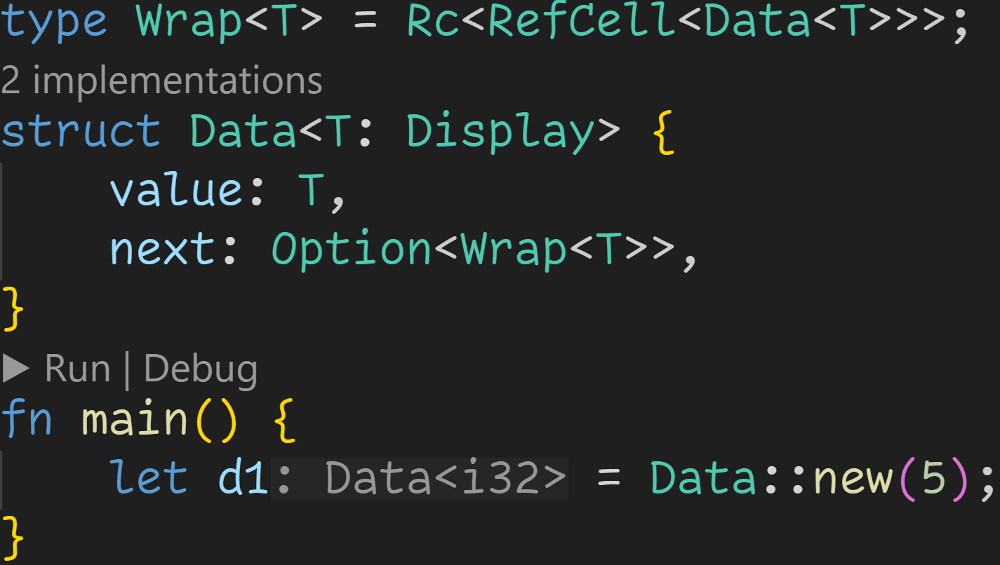 type Wrap<T> = Rc<RefCell<Data<T>>>;
2 implementations
struct Data<T: Display> {
    value: T,
    next: Option<Wrap<T>>,
}
▶ Run | Debug
fn main() {
    let d1: Data<i32> = Data::new(5);
}